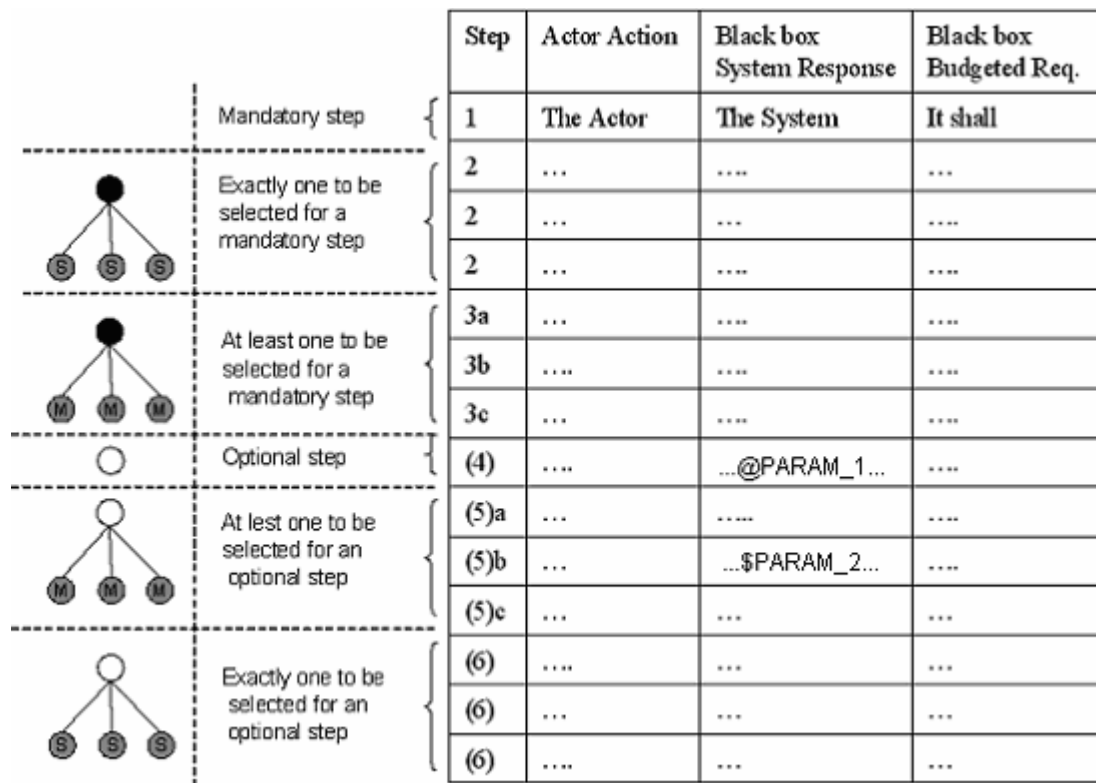 Step Actor Action Black box System Response Black box Budgeted Req.
Mandatory step { 1 The Actor The System It shall
Exactly one to be
selected for a
mandatory step
2 ... .... ...
2 ... ... ....
2 ... .... ....
S S S
At least one to be
selected for a
mandatory step
3a ... .... ....
3b .... .... ....
3c ... .... ....
M M M
Optional step { (4) .... ...@PARAM_1... ....
At lest one to be
selected for an
optional step
(5)a ... ..... ....
(5)b ... ...$PARAM_2... ....
(5)c ... ... ...
M M M
Exactly one to be
selected for an
optional step
(6) .... ... ...
(6) ... ... ...
(6) .... ... ...
S S S